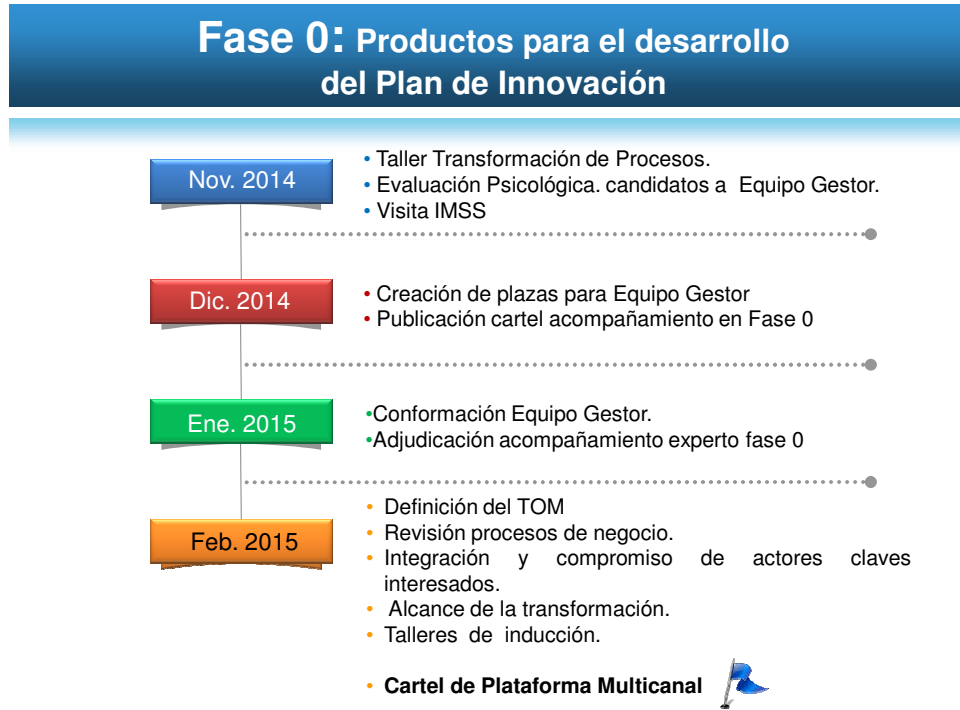 Fase 0: Productos para el desarrollo
del Plan de Innovación
Nov. 2014
• Taller Transformación de Procesos.
• Evaluación Psicológica. candidatos a Equipo Gestor.
• Visita IMSS
Dic. 2014
• Creación de plazas para Equipo Gestor
• Publicación cartel acompañamiento en Fase 0
Ene. 2015
•Conformación Equipo Gestor.
•Adjudicación acompañamiento experto fase 0
Feb. 2015
• Definición del TOM
• Revisión procesos de negocio.
• Integración y compromiso de actores claves
interesados.
• Alcance de la transformación.
• Talleres de inducción.
• Cartel de Plataforma Multicanal